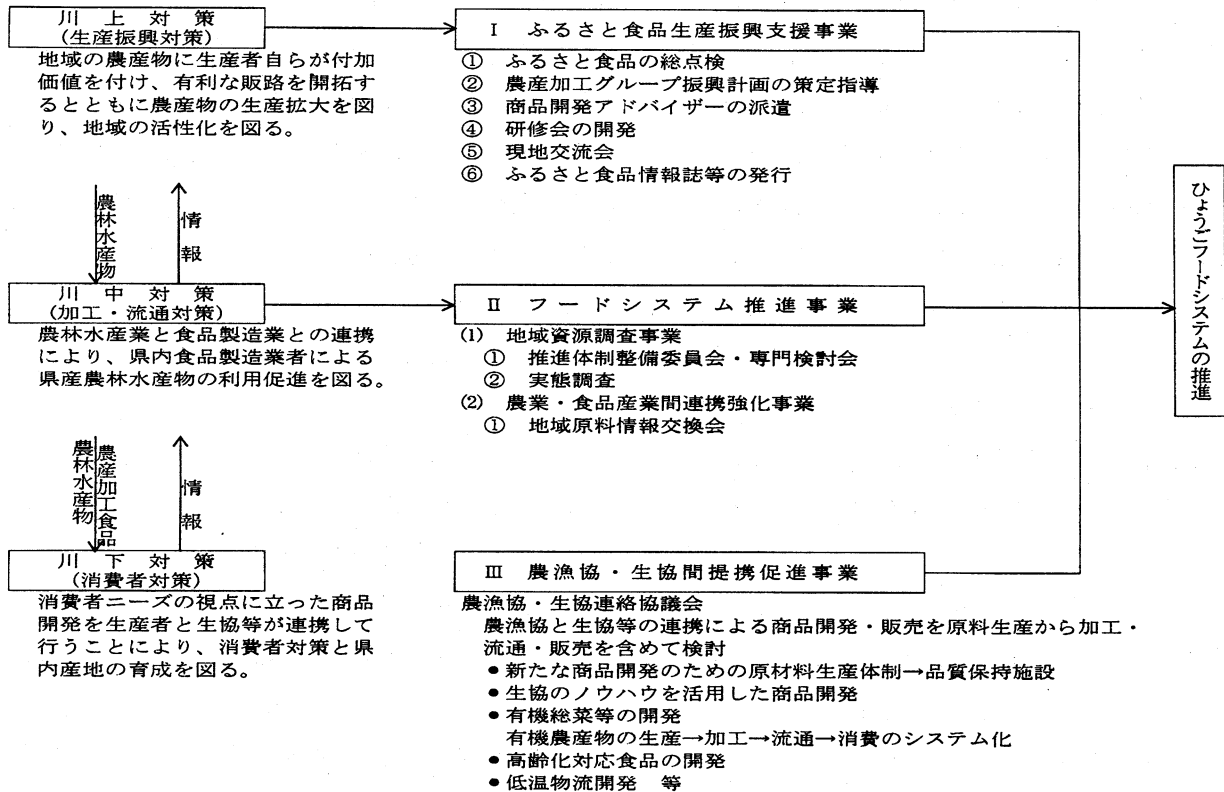 川上対策
(生産振興対策)
地域の農産物に生産者自らが付加
価値を付け、有利な販路を開拓す
るとともに農産物の生産拡大を図
り、地域の活性化を図る。
Ⅰ ふるさと食品生産振興支援事業
① ふるさと食品の総点検
② 農産加工グループ振興計画の策定指導
③ 商品開発アドバイザーの派遣
④ 研修会の開発
⑤ 現地交流会
⑥ ふるさと食品情報誌等の発行
農林水産物
情報
川中対策
(加工・流通対策)
農林水産業と食品製造業との連携
により、県内食品製造業者による
県産農林水産物の利用促進を図る。
Ⅱ フードシステム推進事業
(1) 地域資源調査事業
① 推進体制整備委員会・専門検討会
② 実態調査
(2) 農業・食品産業間連携強化事業
① 地域原料情報交換会
農林水産物
農産加工食品
情報
川下対策
(消費者対策)
消費者ニーズの視点に立った商品
開発を生産者と生協等が連携して
行うことにより、消費者対策と県
内産地の育成を図る。
Ⅲ 農漁協・生協間提携促進事業
農漁協・生協連絡協議会
農漁協と生協等の連携による商品開発・販売を原料生産から加工・
流通・販売を含めて検討
●新たな商品開発のための原材料生産体制→品質保持施設
●生協のノウハウを活用した商品開発
●有機総菜等の開発
有機農産物の生産→加工→流通→消費のシステム化
●高齢化対応食品の開発
●低温物流開発 等
ひょうごフードシステムの推進